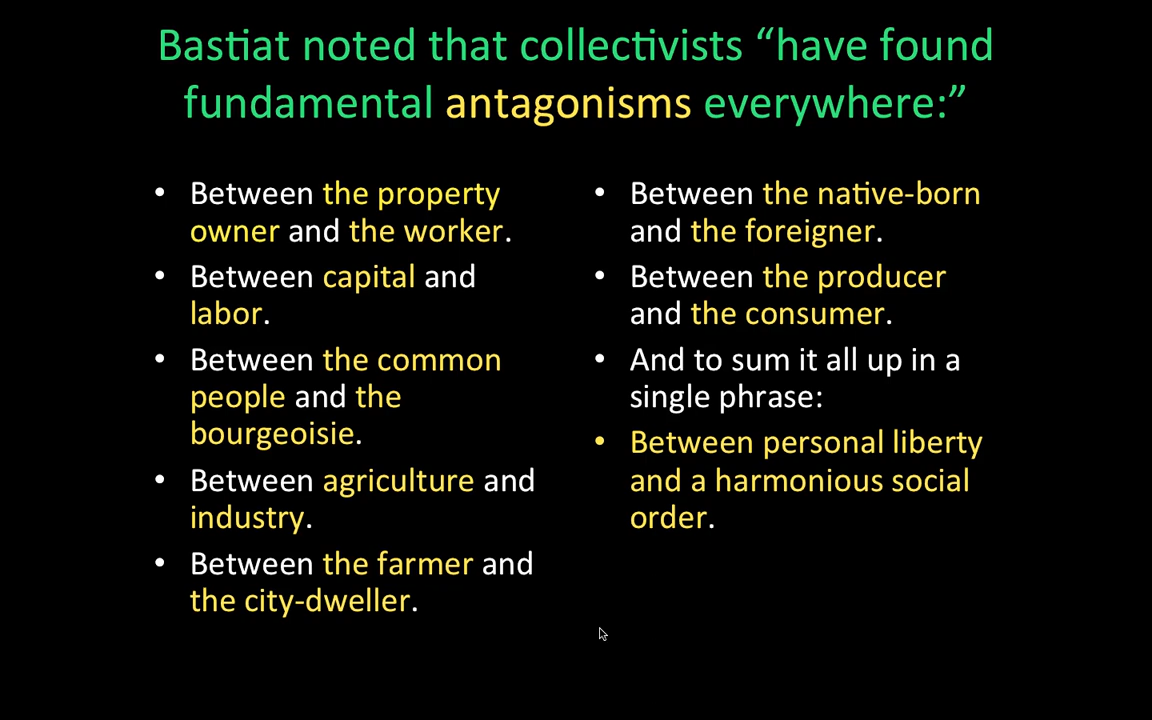 Bastiat noted that collectivists “have found
fundamental antagonisms everywhere:”
• Between the property
owner and the worker.
• Between capital and
labor.
• Between the common
people and the
bourgeoisie.
• Between agriculture and
industry.
• Between the farmer and
the city-dweller.
• Between the native-born
and the foreigner.
• Between the producer
and the consumer.
• And to sum it all up in a
single phrase:
• Between personal liberty
and a harmonious social
order.